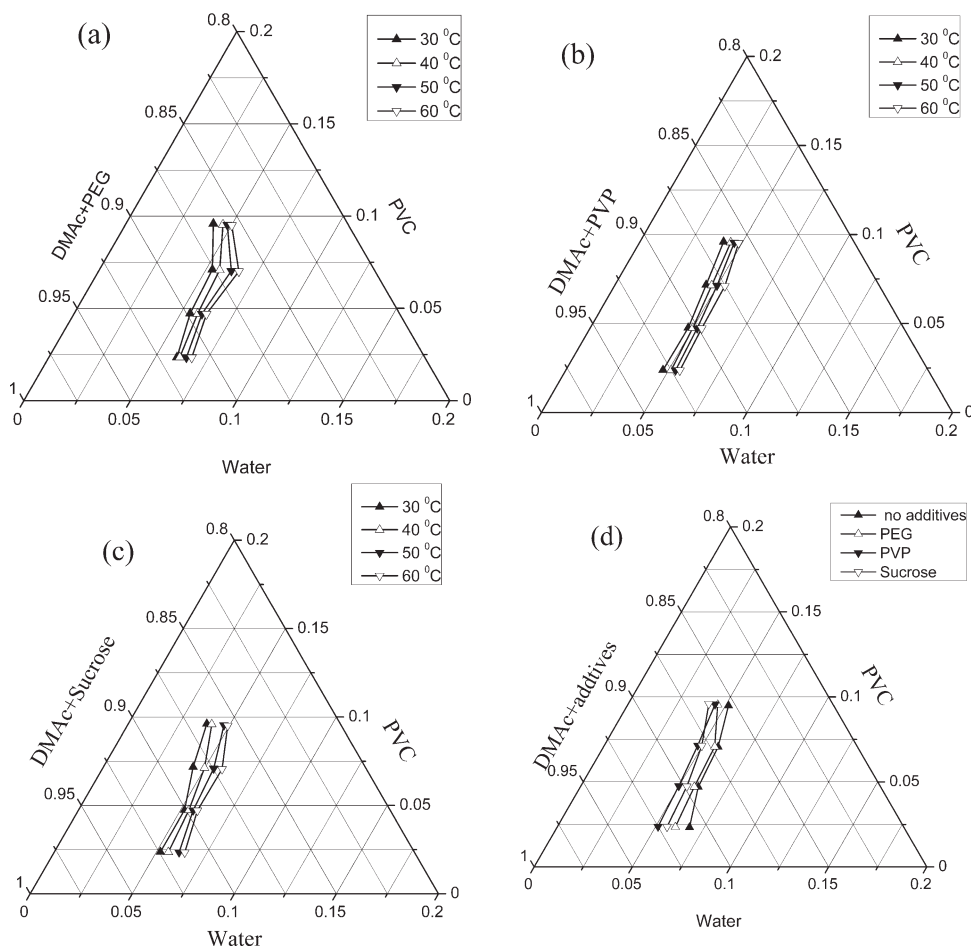 (a)
30 ⁰C
40 ⁰C
50 ⁰C
60 ⁰C
0.8
0.2
0.85
0.15
0.9
0.1
0.95
0.05
1
0
0
0.05
0.1
0.15
0.2
DMAc+PEG
PVC
Water
(b)
30 ⁰C
40 ⁰C
50 ⁰C
60 ⁰C
0.8
0.2
0.85
0.15
0.9
0.1
0.95
0.05
1
0
0
0.05
0.1
0.15
0.2
DMAc+PVP
PVC
Water
(c)
30 ⁰C
40 ⁰C
50 ⁰C
60 ⁰C
0.8
0.2
0.85
0.15
0.9
0.1
0.95
0.05
1
0
0
0.05
0.1
0.15
0.2
DMAc+Sucrose
PVC
Water
(d)
no additives
PEG
PVP
Sucrose
0.8
0.2
0.85
0.15
0.9
0.1
0.95
0.05
1
0
0
0.05
0.1
0.15
0.2
DMAc+addtives
PVC
Water